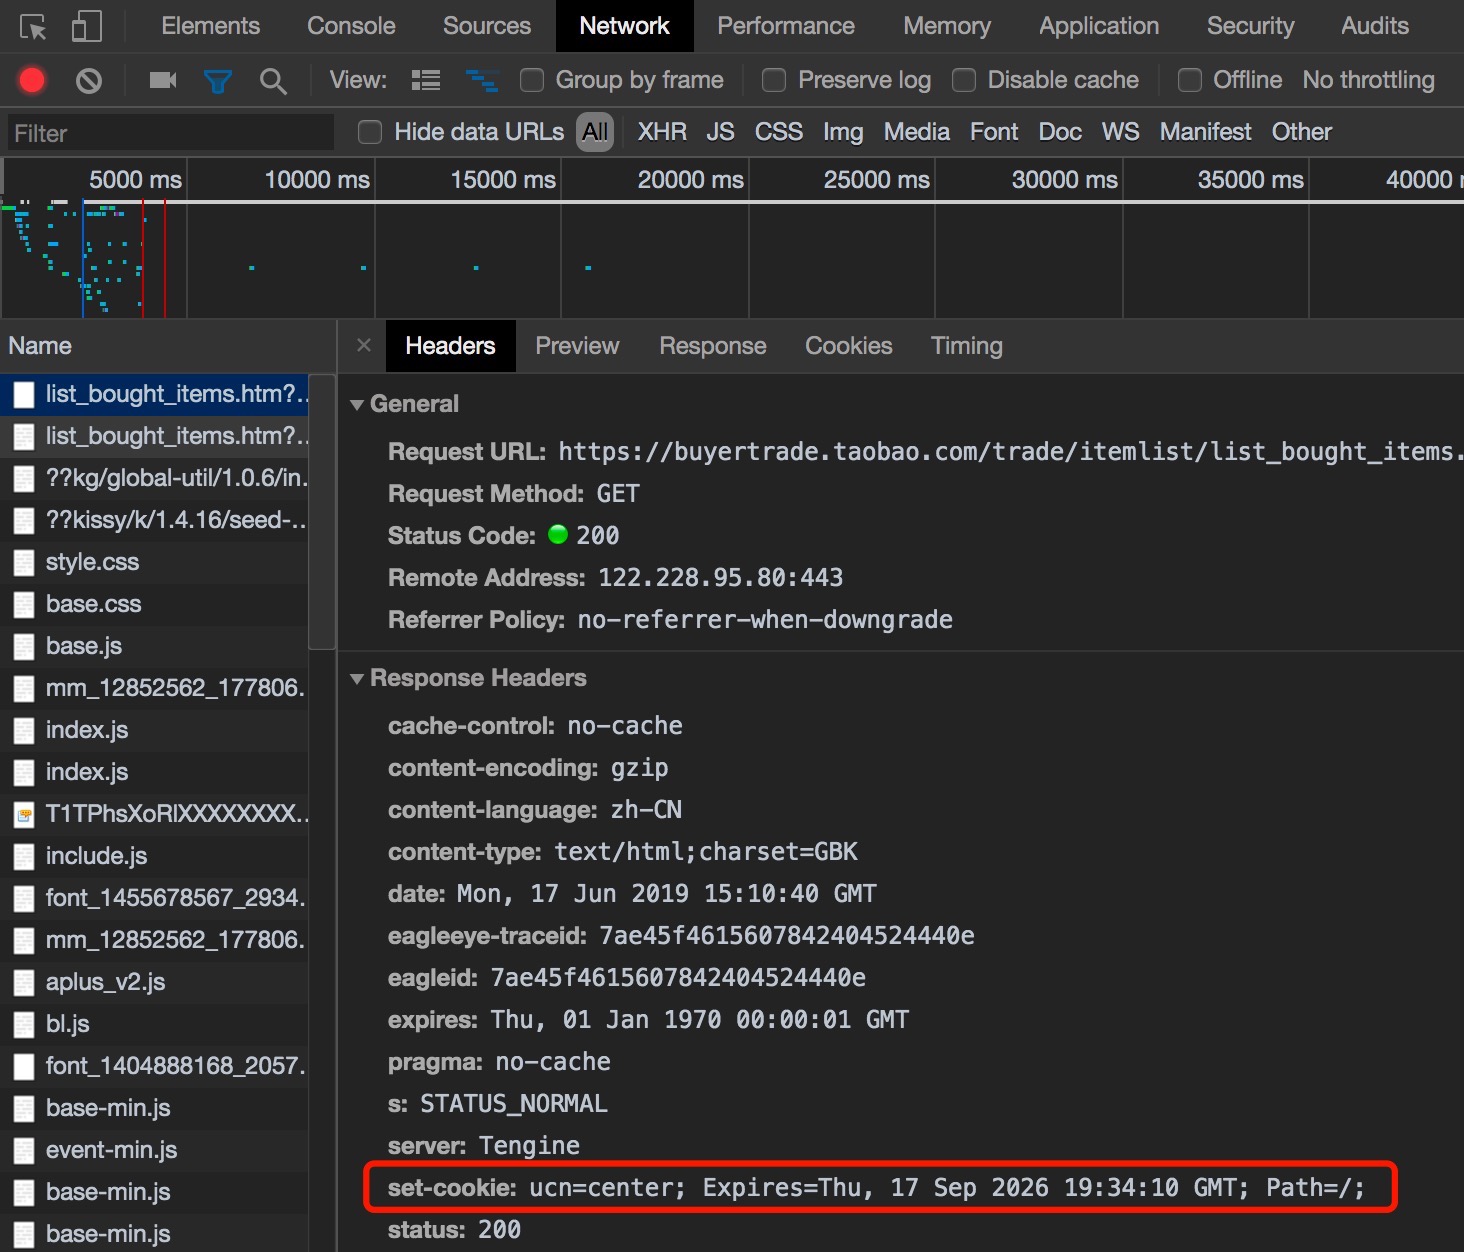 Elements Console Sources Network Performance Memory Application Security Audits
View: Group by frame Preserve log Disable cache Offline No throttling
Filter Hide data URLs All XHR JS CSS Img Media Font Doc WS Manifest Other
5000 ms 10000 ms 15000 ms 20000 ms 25000 ms 30000 ms 35000 ms 40000
Name
list_bought_items.htm?..
list_bought_items.htm?..
??kg/global-util/1.0.6/in.
??kissy/k/1.4.16/seed-..
style.css
base.css
base.js
mm_12852562_177806.
index.js
index.js
T1TPhsXoRlXXXXXXXX..
include.js
font_1455678567_2934.
mm_12852562_177806.
aplus_v2.js
bl.js
font_1404888168_2057.
base-min.js
event-min.js
base-min.js
base-min.js
× Headers Preview Response Cookies Timing
General
Request URL: https://buyertrade.taobao.com/trade/itemlist/list_bought_items.
Request Method: GET
Status Code: 200
Remote Address: 122.228.95.80:443
Referrer Policy: no-referrer-when-downgrade
Response Headers
cache-control: no-cache
content-encoding: gzip
content-language: zh-CN
content-type: text/html;charset=GBK
date: Mon, 17 Jun 2019 15:10:40 GMT
eagleeye-traceid: 7ae45f4615607842404524440e
eagleid: 7ae45f4615607842404524440e
expires: Thu, 01 Jan 1970 00:00:01 GMT
pragma: no-cache
s: STATUS_NORMAL
server: Tengine
set-cookie: ucn=center; Expires=Thu, 17 Sep 2026 19:34:10 GMT; Path=/;
status: 200